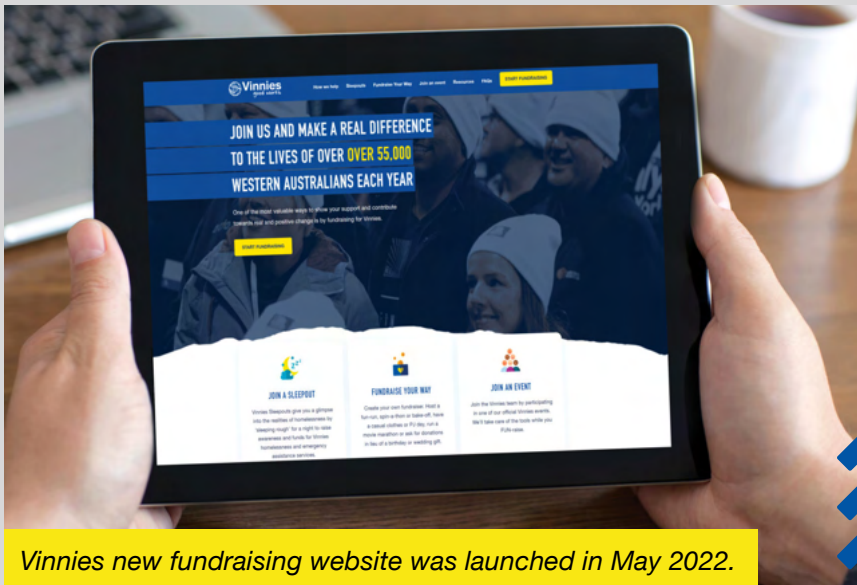 Vinnies
good works
How we help Sleepouts Fundraise Your Way Join an event Resources FAQs START FUNDRAISING
JOIN US AND MAKE A REAL DIFFERENCE
TO THE LIVES OF OVER OVER 55,000
WESTERN AUSTRALIANS EACH YEAR
One of the most valuable ways to show your support and contribute
towards real and positive change is by fundraising for Vinnies.
START FUNDRAISING
JOIN A SLEEPOUT
Vinnies Sleepouts give you a glimpse
into the realities of homelessness by
'sleeping rough' for a night to raise
awareness and funds for Vinnies
homelessness and emergency
assistance services.
FUNDRAISE YOUR WAY
Create your own fundraiser. Host a
fun-run, spin-a-thon or bake-off, have
a casual clothes or PJ day, run a
movie marathon or ask for donations
in lieu of a birthday or wedding gift.
JOIN AN EVENT
Join the Vinnies team by participating
in one of our official Vinnies events.
We'll take care of the tools while you
FUN-raise.
Vinnies new fundraising website was launched in May 2022.